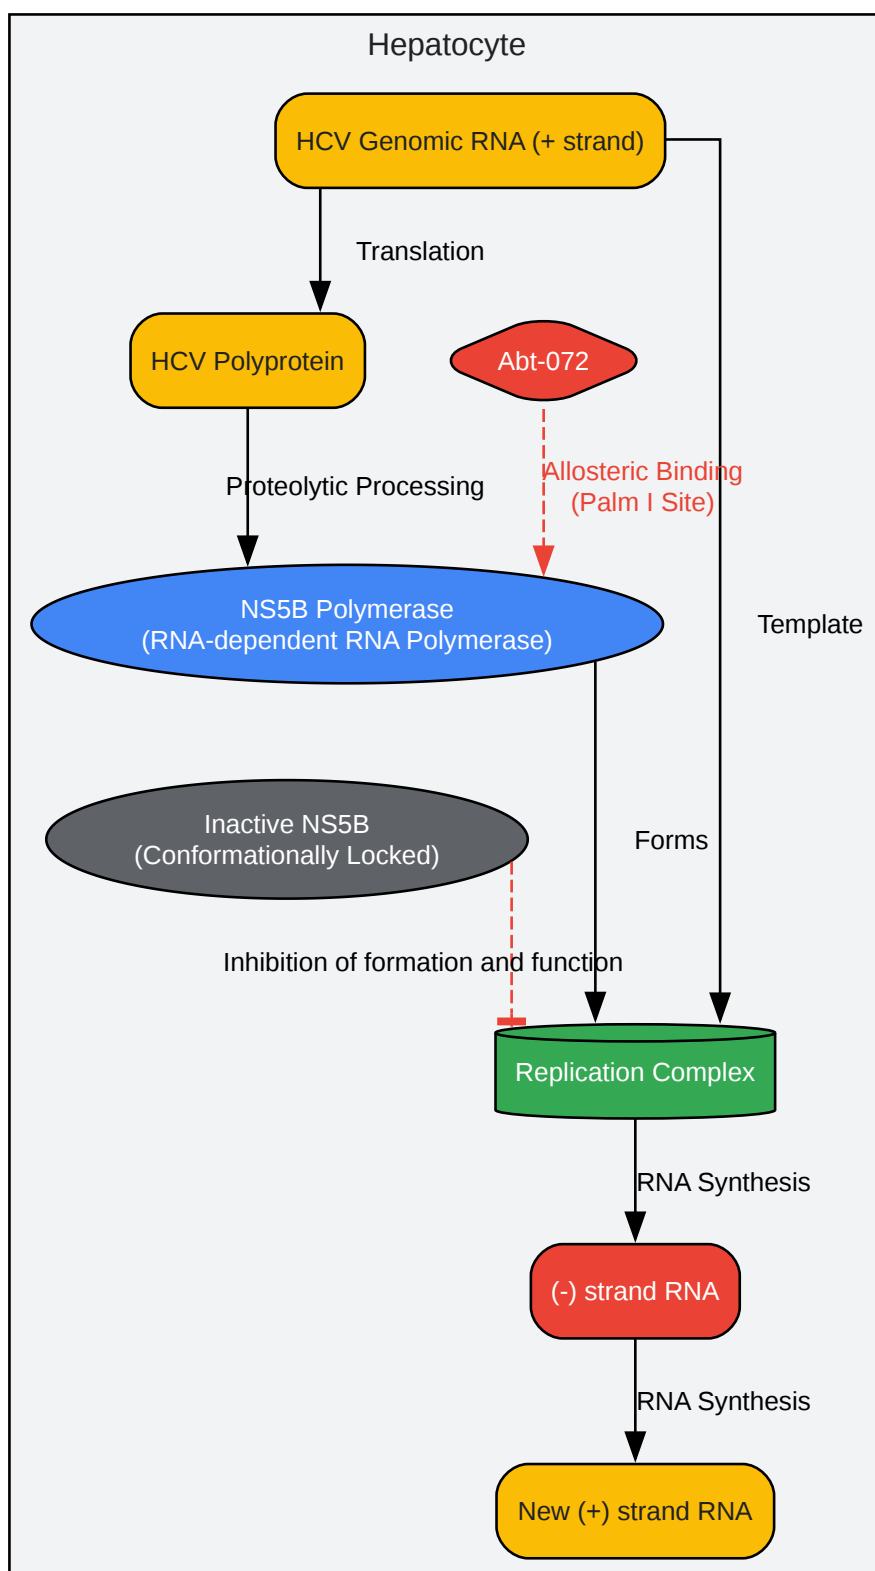 Hepatocyte
HCV Genomic RNA (+ strand)
Translation
HCV Polyprotein
Abt-072
Proteolytic Processing
Allosteric Binding
(Palm I Site)
NS5B Polymerase
(RNA-dependent RNA Polymerase)
Template
Inactive NS5B
(Conformationally Locked)
Forms
Inhibition of formation and function
Replication Complex
RNA Synthesis
(-) strand RNA
RNA Synthesis
New (+) strand RNA